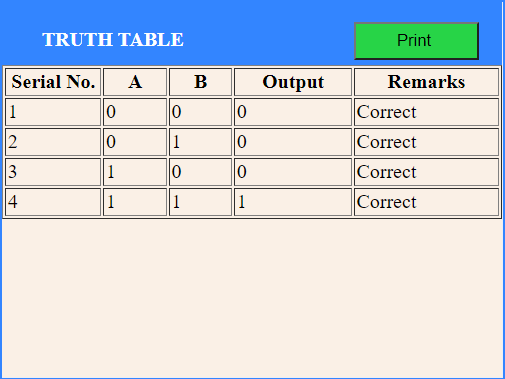 TRUTH TABLE Print
Serial No. A B Output Remarks
1 0 0 0 Correct
2 0 1 0 Correct
3 1 0 0 Correct
4 1 1 1 Correct